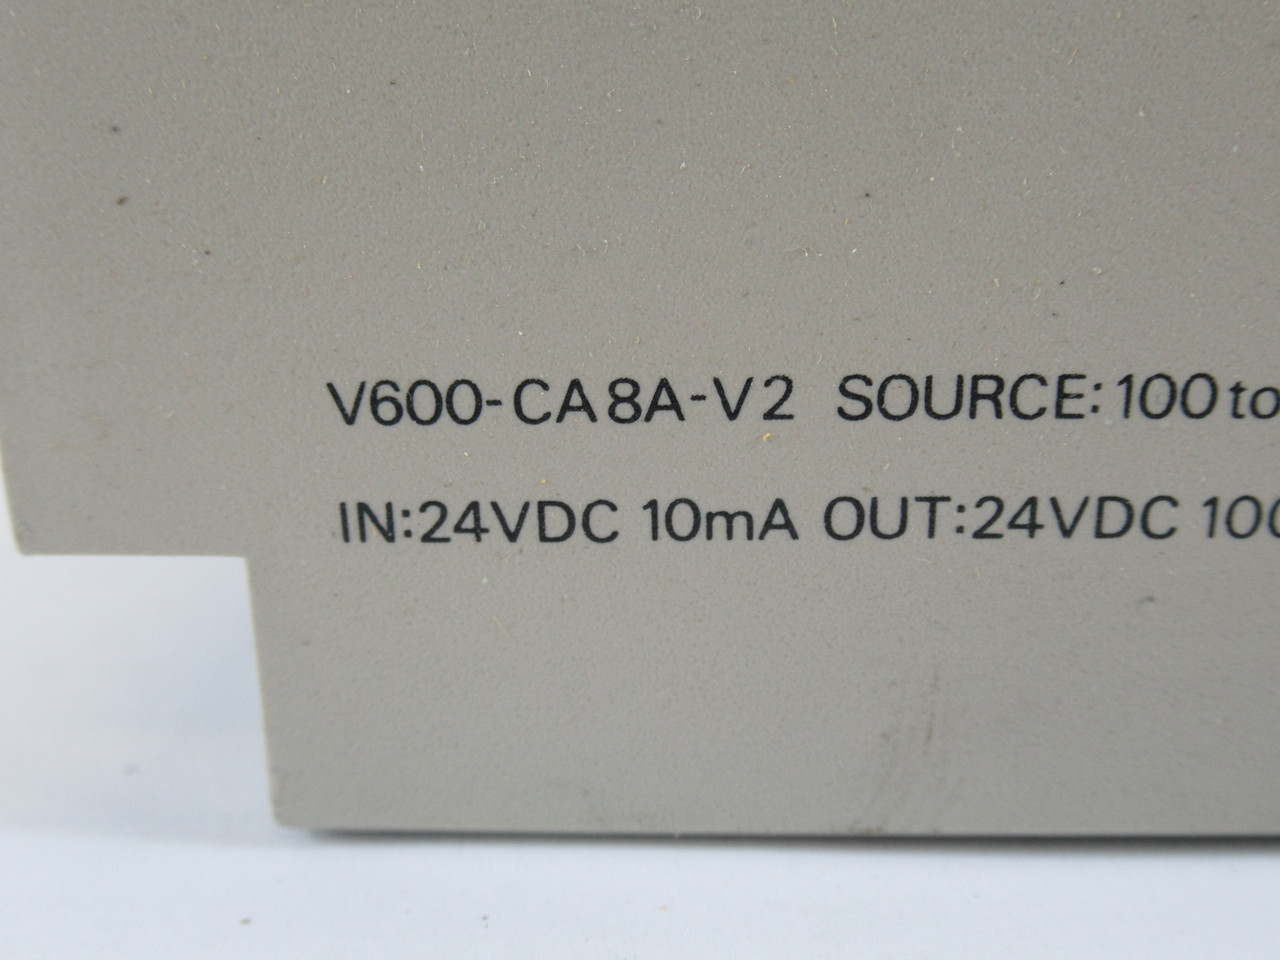 V600-CA8A-V2 SOURCE:100 to
IN:24VDC 10mA OUT:24VDC